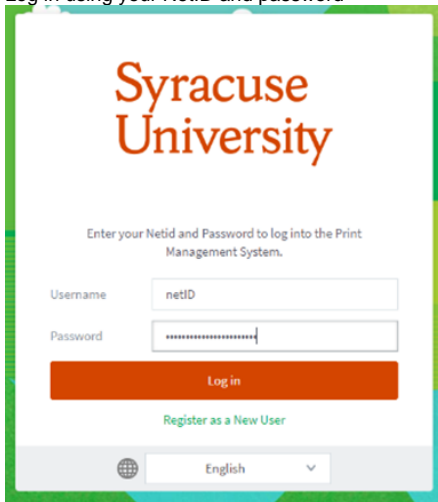 Log in using your NetID and password
Syracuse
University
Enter your Netid and Password to log into the Print
Management System.
Username netID
Password ••••••••••••••••••••••
Log in
Register as a New User
English